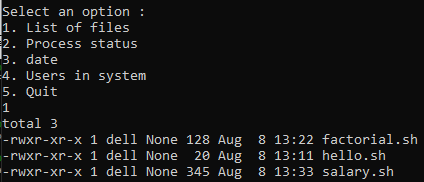 Select an option :
1. List of files
2. Process status
3. date
4. Users in system
5. Quit
1
total 3
-rwxr-xr-x 1 dell None 128 Aug  8 13:22 factorial.sh
-rwxr-xr-x 1 dell None  20 Aug  8 13:11 hello.sh
-rwxr-xr-x 1 dell None 345 Aug  8 13:33 salary.sh